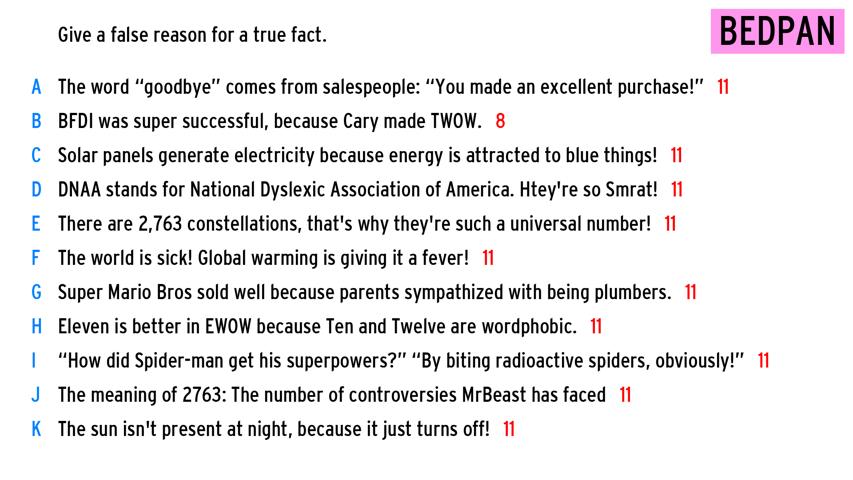 Give a false reason for a true fact.
BEDPAN
A The word “goodbye” comes from salespeople: “You made an excellent purchase!” 11
B BFDI was super successful, because Cary made TWOW. 8
C Solar panels generate electricity because energy is attracted to blue things! 11
D DNAA stands for National Dyslexic Association of America. Htey're so Smrat! 11
E There are 2,763 constellations, that's why they're such a universal number! 11
F The world is sick! Global warming is giving it a fever! 11
G Super Mario Bros sold well because parents sympathized with being plumbers. 11
H Eleven is better in EWOW because Ten and Twelve are wordphobic. 11
I “How did Spider-man get his superpowers?” “By biting radioactive spiders, obviously!” 11
J The meaning of 2763: The number of controversies MrBeast has faced 11
K The sun isn't present at night, because it just turns off! 11